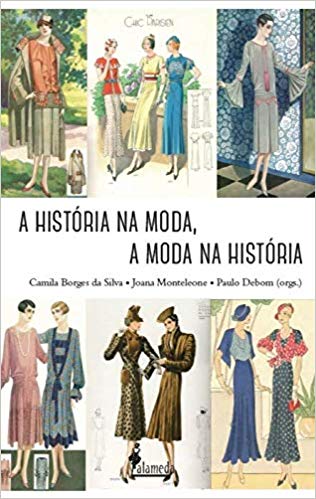 CHIC PARISIEN
A HISTÓRIA NA MODA,
A MODA NA HISTÓRIA
Camila Borges da Silva • Joana Monteleone • Paulo Debom (orgs.)
alameda